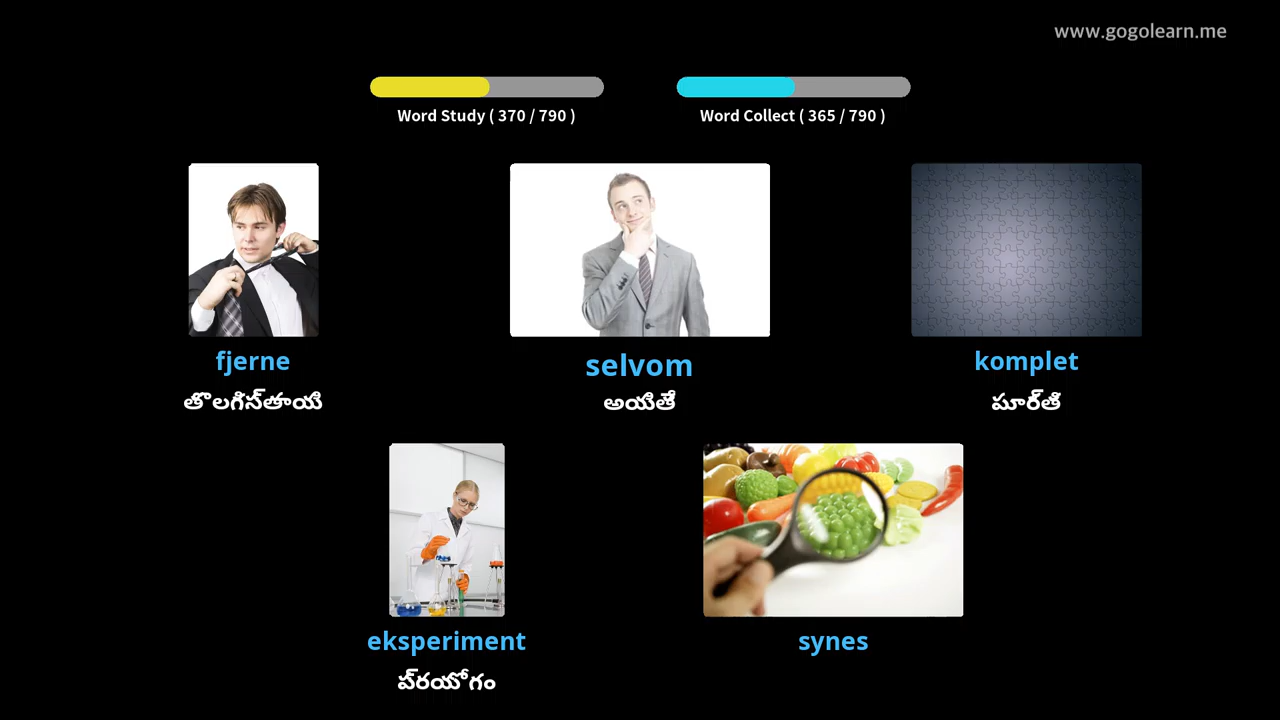 www.gogolearn.me
Word Study ( 370 / 790 )
Word Collect ( 365 / 790 )
fjerne
selvom
komplet
తొలగిస్తాయి
అయితే
పూర్తి
eksperiment
synes
ప్రయోగం